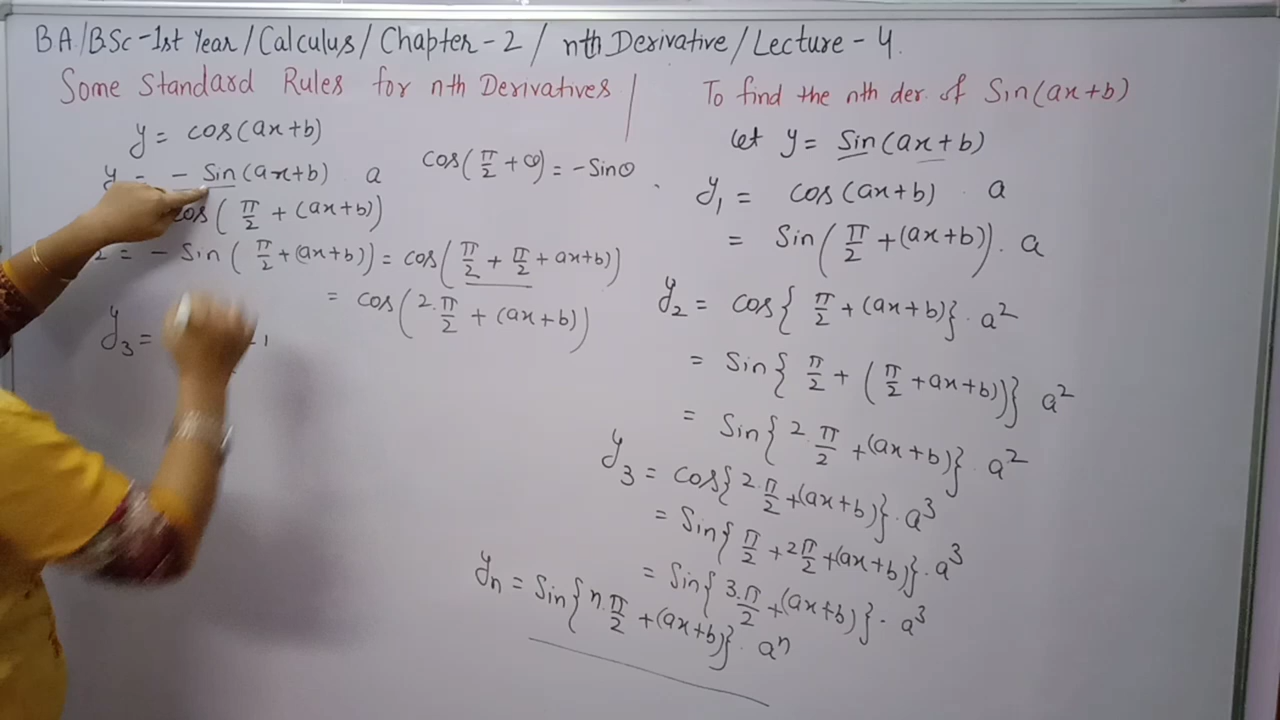 BA/BSc-1st Year/Calculus/Chapter-2/nth Derivative/Lecture-4.
Some Standard Rules for nth Derivatives
y = cos(ax+b)
y = - Sin(ax+b) a
cos(π/2 + θ) = -Sinθ
cos(π/2 + (ax+b))
2 = - Sin(π/2 + (ax+b)) = cos(π/2 + π/2 + ax+b))
= cos(2.π/2 + (ax+b))
y₃ =
To find the nth der. of Sin(ax+b)
let y = Sin(ax+b)
y₁ = cos(ax+b) . a
= Sin(π/2 + (ax+b)) . a
y₂ = cos{π/2 + (ax+b)} . a²
= Sin{π/2 + (π/2 + ax+b))} a²
= Sin{2.π/2 + (ax+b)} . a²
y₃ = cos{2.π/2 + (ax+b)} . a³
= Sin{π/2 + 2π/2 + (ax+b)} . a³
= Sin{3.π/2 + (ax+b)} . a³
yₙ = Sin{n.π/2 + (ax+b)} . aⁿ